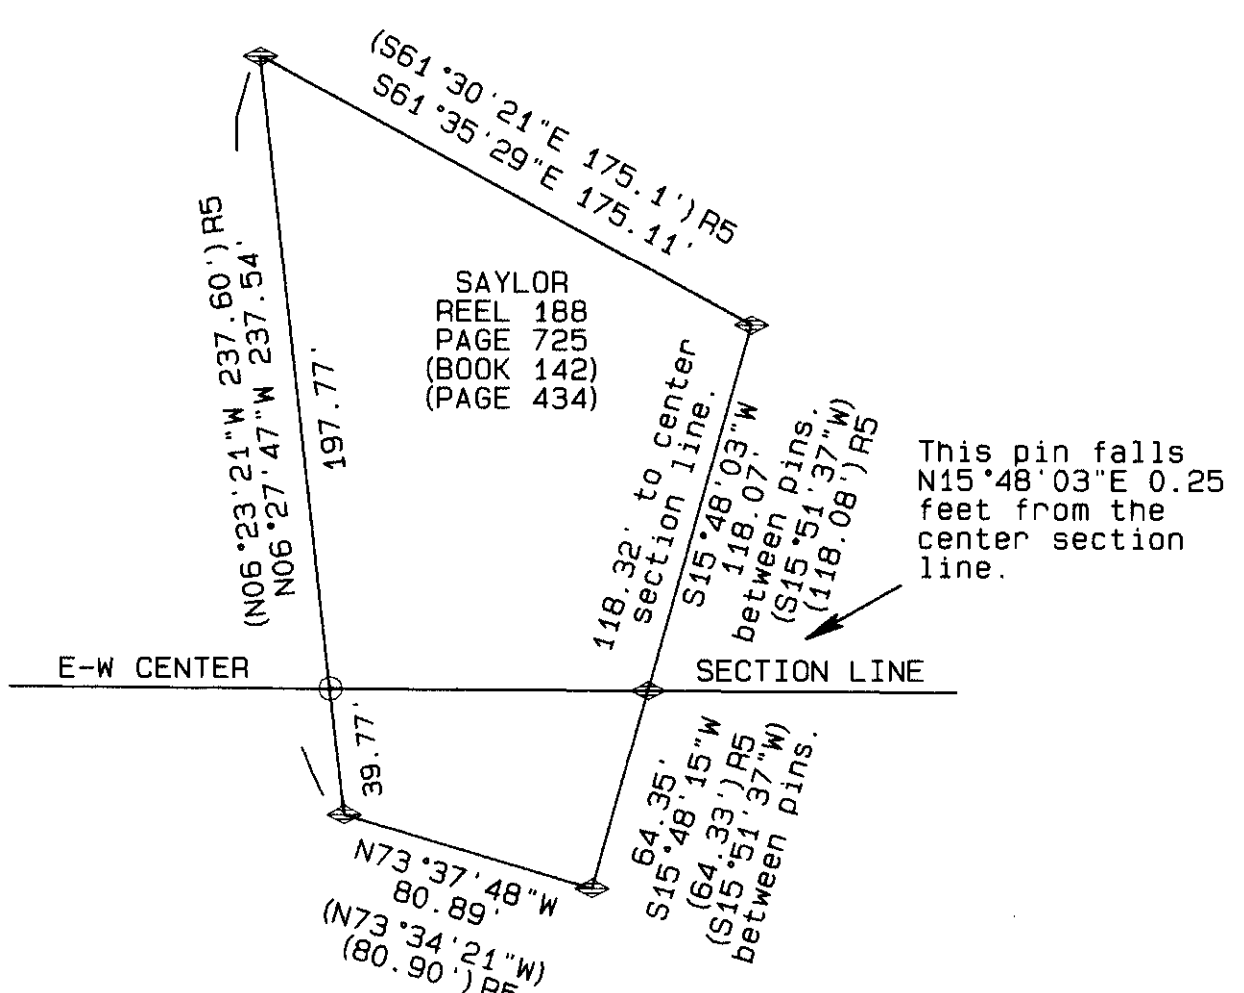 (S61°30'21"E 175.1')R5
S61°35'29"E 175.11'
(N06°23'21"W 237.60')R5
N06°27'47"W 237.54'
197.77'
SAYLOR
REEL 188
PAGE 725
(BOOK 142)
(PAGE 434)
118.32' to center
section line.
S15°48'03"W
118.07'
between pins.
(S15°51'37"W)
(118.08')R5
This pin falls
N15°48'03"E 0.25
feet from the
center section
line.
E-W CENTER
SECTION LINE
39.77'
64.35'
S15°48'15"W
(64.33')R5
(S15°51'37"W)
between pins.
N73°37'48"W
80.89'
(N73°34'21"W)
(80.90')R5